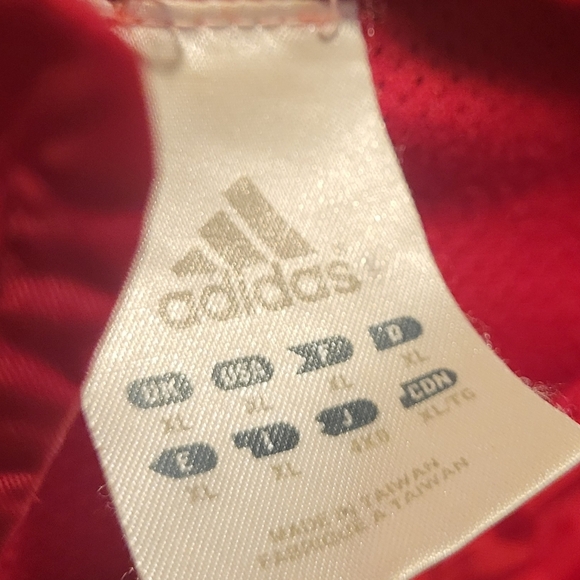 adidas
UK USA F D
XL XL XL XL
E I J CDN
XL XL 4XO XL/TG
MADE IN TAIWAN
FABRIQUE A TAIWAN